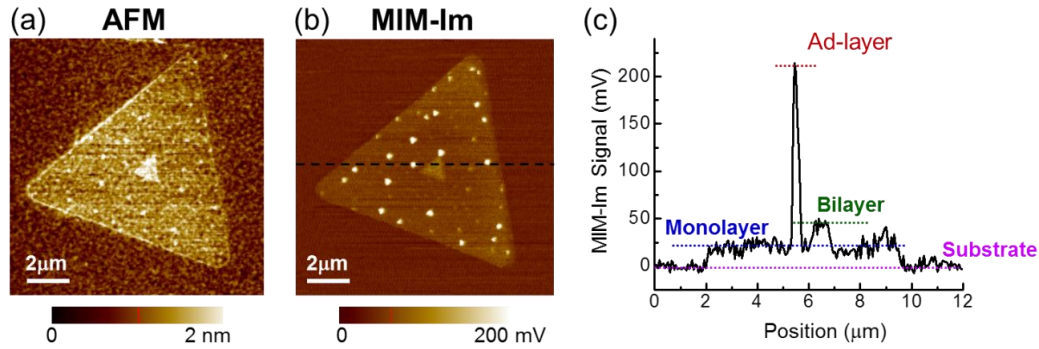 (a) AFM
2μm
0 2 nm
(b) MIM-Im
2μm
0 200 mV
(c)
MIM-Im Signal (mV)
200
150
100
50
0
Ad-layer
Bilayer
Monolayer
Substrate
0 2 4 6 8 10 12
Position (μm)